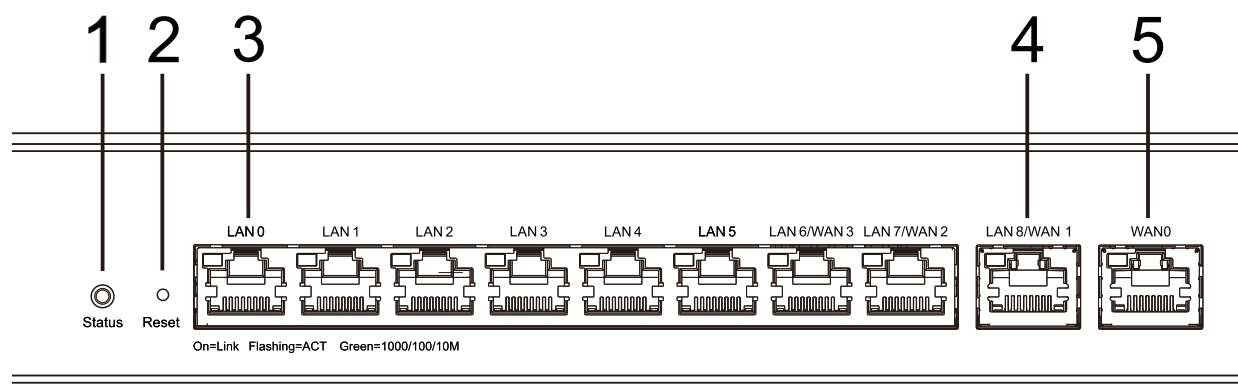 1 2 3 4 5
LAN 0 LAN 1 LAN 2 LAN 3 LAN 4 LAN 5 LAN 6/WAN 3 LAN 7/WAN 2 LAN 8/WAN 1 WAN0
Status Reset
On=Link Flashing=ACT Green=1000/100/10M